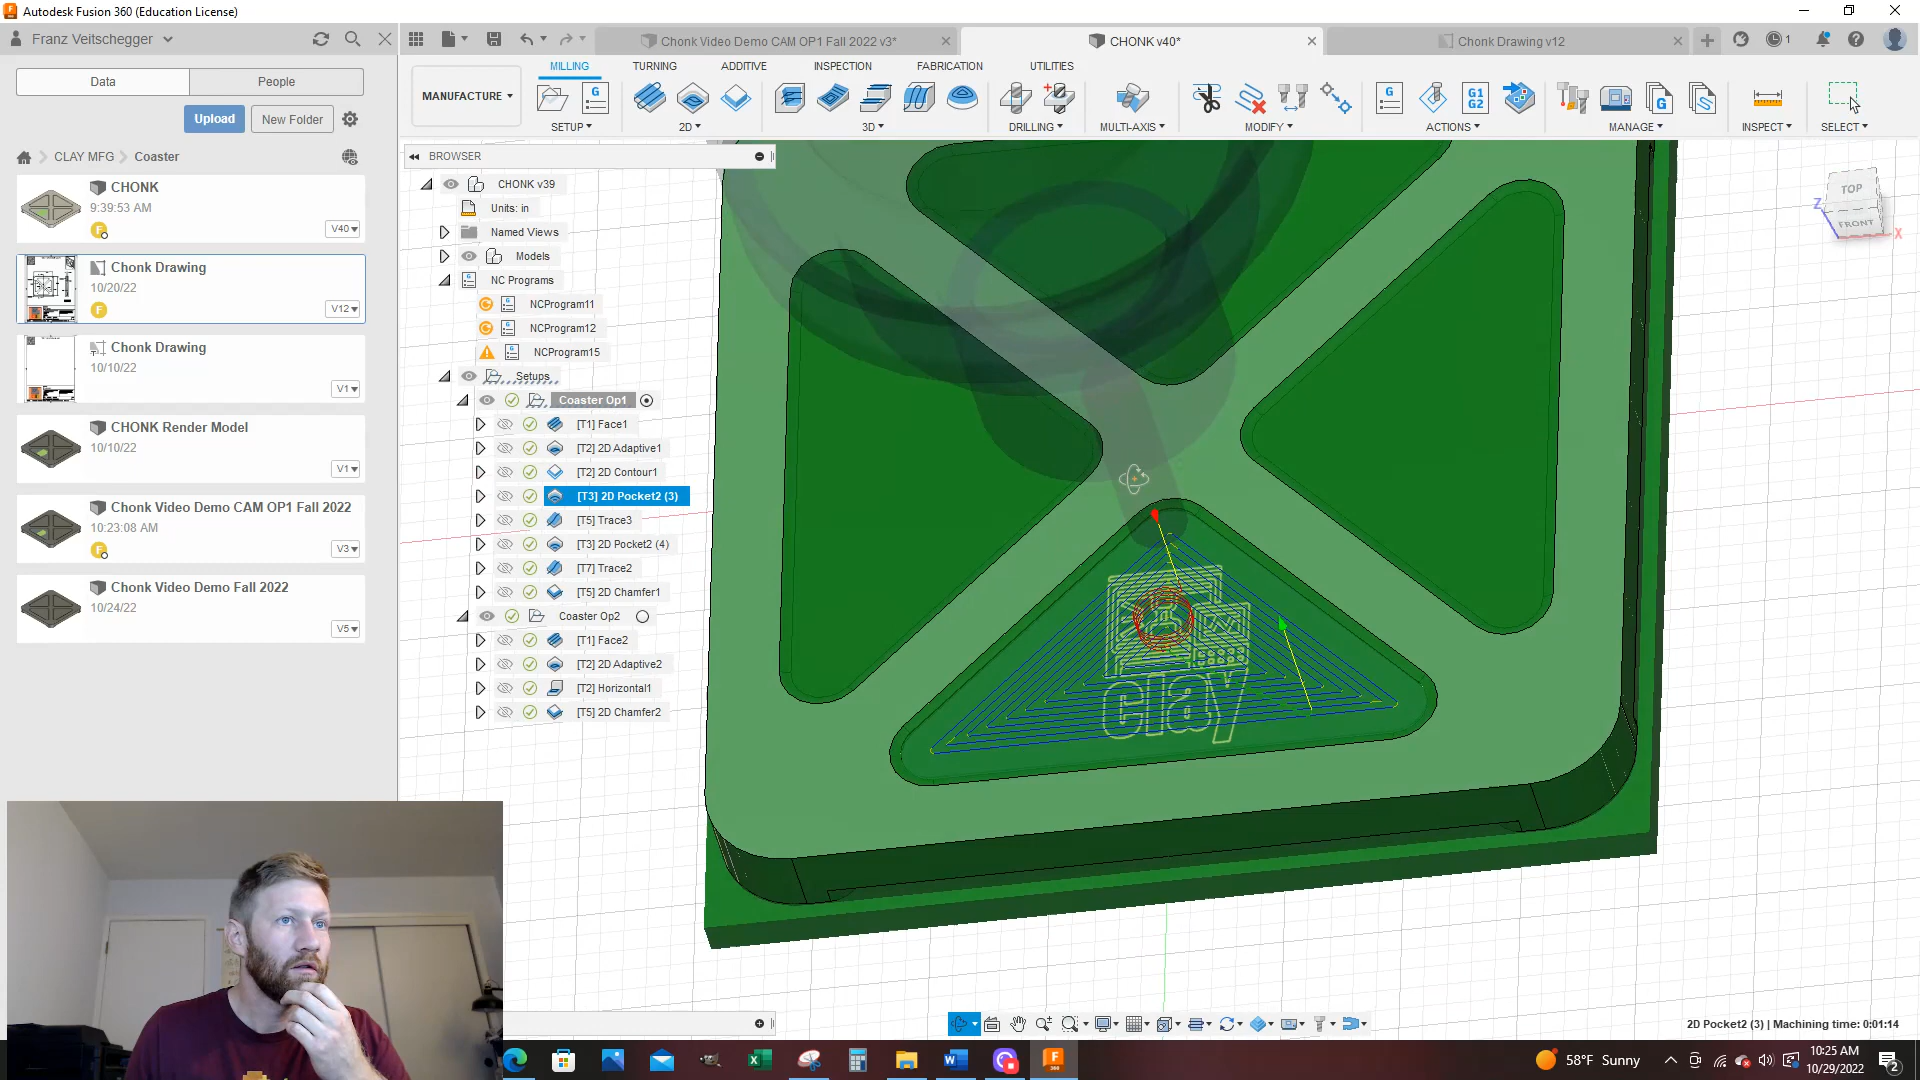 Autodesk Fusion 360 (Education License)
Franz Veitschegger
Chonk Video Demo CAM OP1 Fall 2022 v3*
CHONK v40*
Chonk Drawing v12
1
Data
People
Upload
New Folder
CLAY MFG
Coaster
CHONK
9:39:53 AM
V40
Chonk Drawing
10/20/22
V12
Chonk Drawing
10/10/22
V1
CHONK Render Model
10/10/22
V1
Chonk Video Demo CAM OP1 Fall 2022
10:23:08 AM
V3
Chonk Video Demo Fall 2022
10/24/22
V5
MILLING
TURNING
ADDITIVE
INSPECTION
FABRICATION
UTILITIES
MANUFACTURE
SETUP
2D
3D
DRILLING
MULTI-AXIS
MODIFY
ACTIONS
MANAGE
INSPECT
SELECT
G1
G2
BROWSER
CHONK v39
Units: in
Named Views
Models
NC Programs
NCProgram11
NCProgram12
NCProgram15
Setups
Coaster Op1
[T1] Face1
[T2] 2D Adaptive1
[T2] 2D Contour1
[T3] 2D Pocket2 (3)
[T5] Trace3
[T3] 2D Pocket2 (4)
[T7] Trace2
[T5] 2D Chamfer1
Coaster Op2
[T1] Face2
[T2] 2D Adaptive2
[T2] Horizontal1
[T5] 2D Chamfer2
TOP
FRONT
Z
X
clay
2D Pocket2 (3) | Machining time: 0:01:14
58°F Sunny
10:25 AM
10/29/2022
2